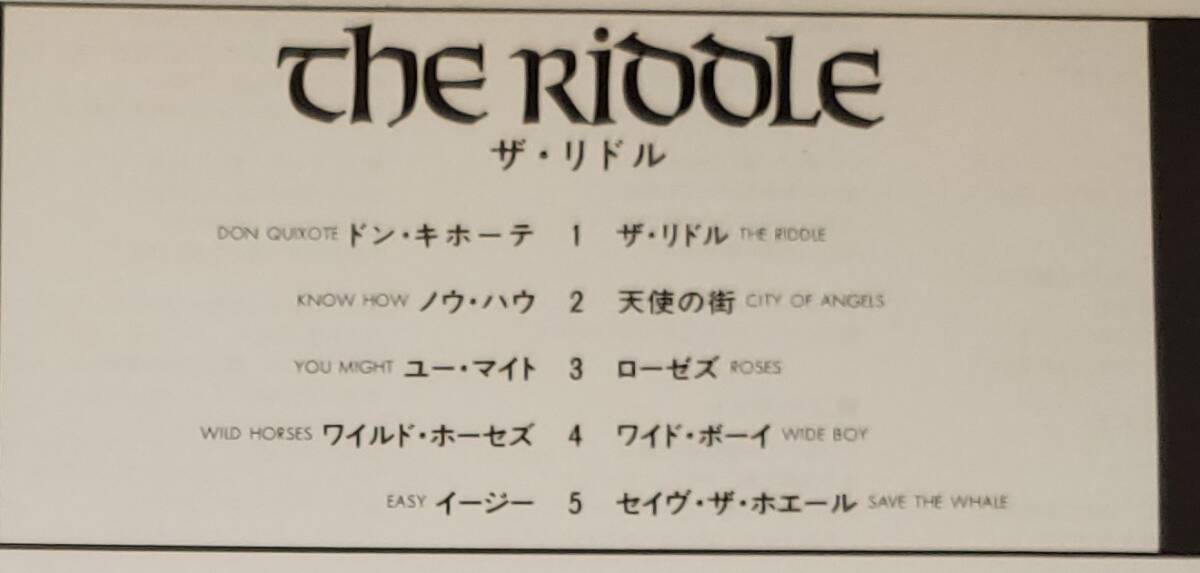 The Riddle
ザ・リドル
DON QUIXOTE ドン・キホーテ 1 ザ・リドル THE RIDDLE
KNOW HOW ノウ・ハウ 2 天使の街 CITY OF ANGELS
YOU MIGHT ユー・マイト 3 ローゼズ ROSES
WILD HORSES ワイルド・ホーセズ 4 ワイド・ボーイ WIDE BOY
EASY イージー 5 セイヴ・ザ・ホエール SAVE THE WHALE